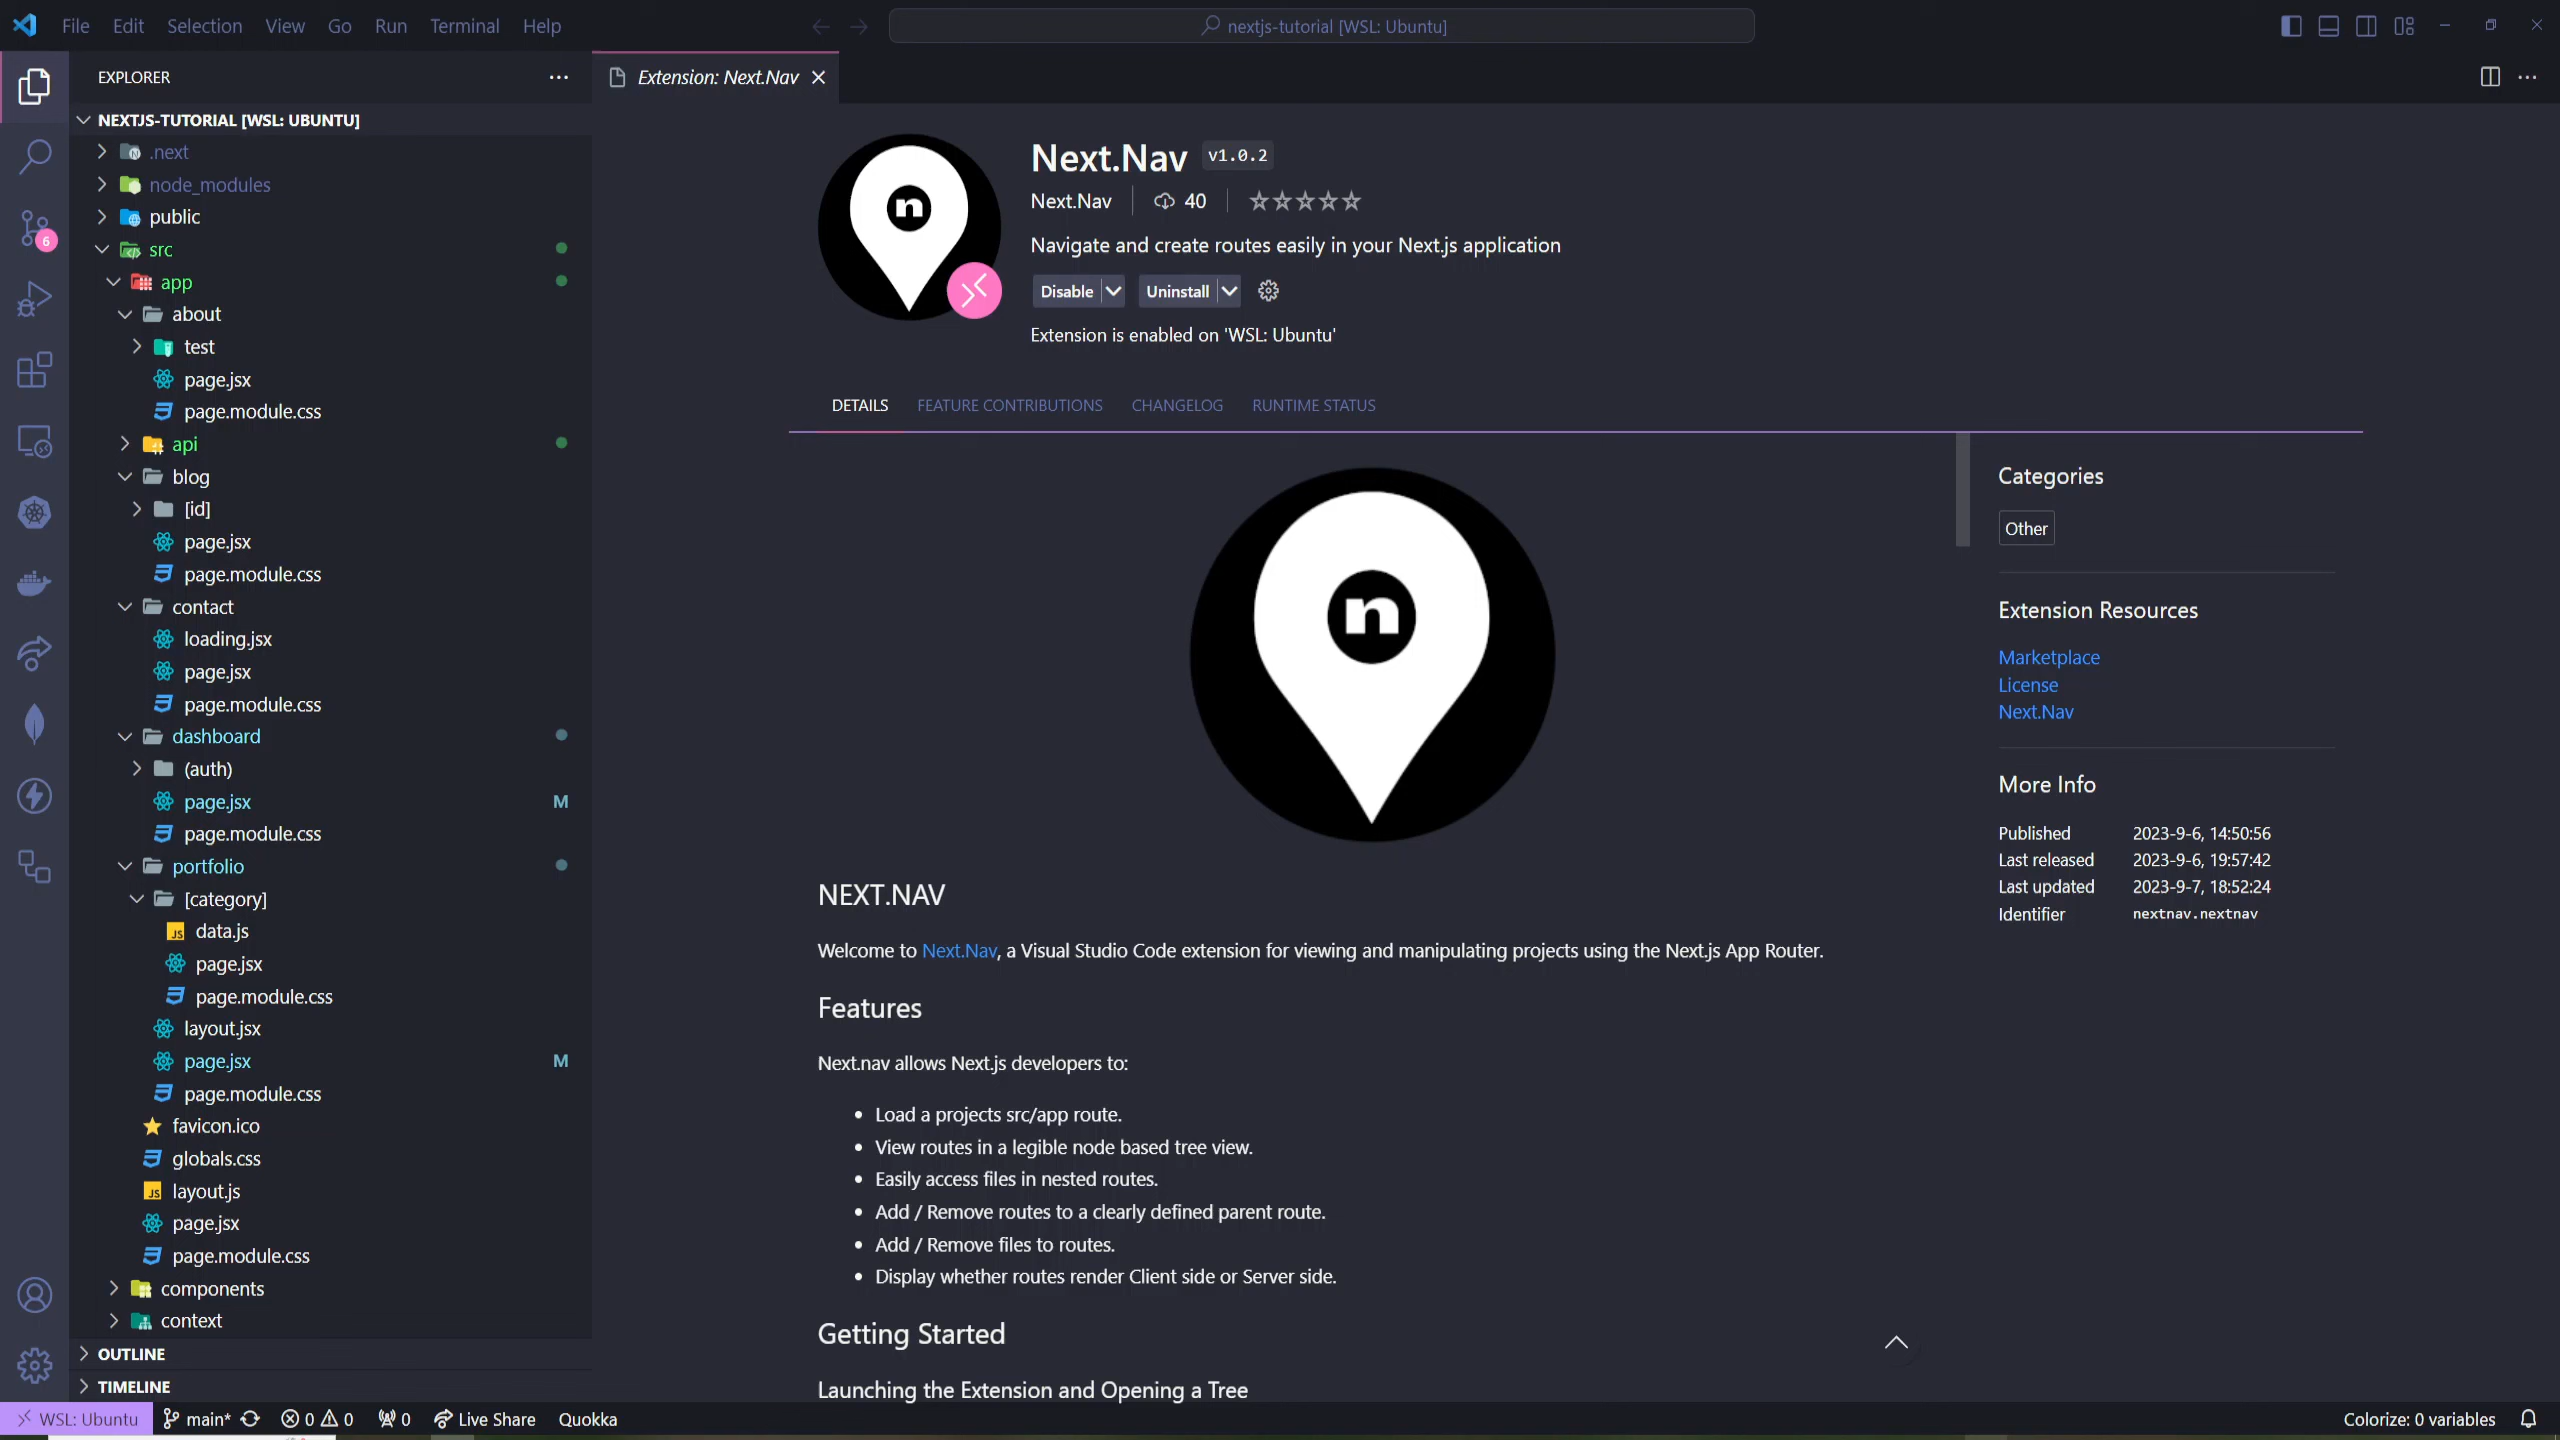 File Edit Selection View Go Run Terminal Help
nextjs-tutorial [WSL: Ubuntu]
EXPLORER
NEXTJS-TUTORIAL [WSL: UBUNTU]
.next
node_modules
public
src
app
about
test
page.jsx
page.module.css
api
blog
[id]
page.jsx
page.module.css
contact
loading.jsx
page.jsx
page.module.css
dashboard
(auth)
page.jsx M
page.module.css
portfolio
[category]
data.js
page.jsx
page.module.css
layout.jsx
page.jsx M
page.module.css
favicon.ico
globals.css
layout.js
page.jsx
page.module.css
components
context
OUTLINE
TIMELINE
6
Extension: Next.Nav
n
Next.Nav v1.0.2
Next.Nav 40
Navigate and create routes easily in your Next.js application
Disable Uninstall
Extension is enabled on 'WSL: Ubuntu'
DETAILS FEATURE CONTRIBUTIONS CHANGELOG RUNTIME STATUS
n
NEXT.NAV
Welcome to Next.Nav, a Visual Studio Code extension for viewing and manipulating projects using the Next.js App Router.
Features
Next.nav allows Next.js developers to:
• Load a projects src/app route.
• View routes in a legible node based tree view.
• Easily access files in nested routes.
• Add / Remove routes to a clearly defined parent route.
• Add / Remove files to routes.
• Display whether routes render Client side or Server side.
Getting Started
Launching the Extension and Opening a Tree
Categories
Other
Extension Resources
Marketplace
License
Next.Nav
More Info
Published 2023-9-6, 14:50:56
Last released 2023-9-6, 19:57:42
Last updated 2023-9-7, 18:52:24
Identifier nextnav.nextnav
WSL: Ubuntu main* 0 0 0 Live Share Quokka Colorize: 0 variables